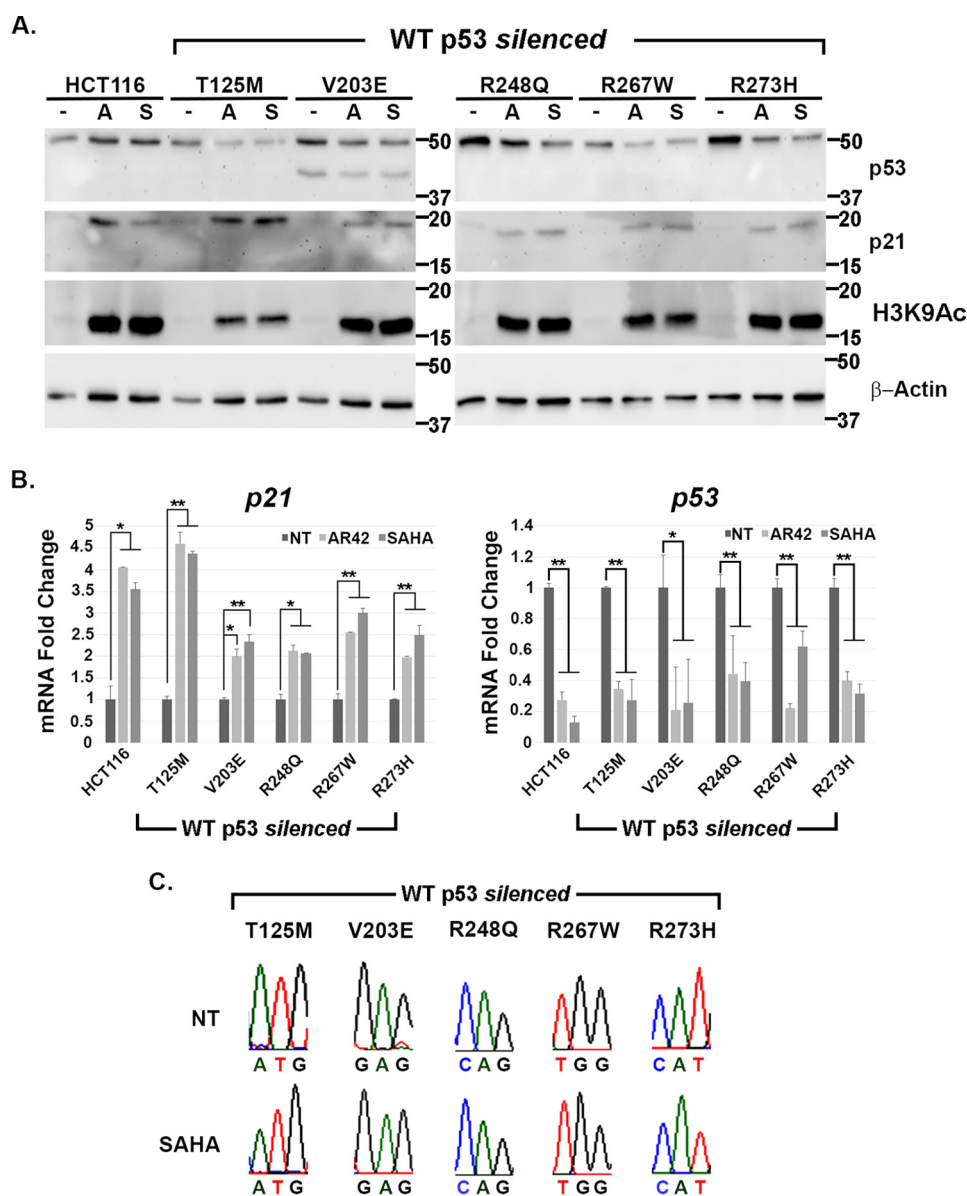 A.
WT p53 silenced
HCT116 T125M V203E R248Q R267W R273H
- A S - A S - A S - A S - A S - A S
50 50
p53
37 37
20 20
p21
15 15
20 20
H3K9Ac
15 15
50 50
β–Actin
37 37
B.
p21
mRNA Fold Change
5
4.5
4
3.5
3
2.5
2
1.5
1
0.5
0
NT AR42 SAHA
* ** ** * * ** **
HCT116 T125M V203E R248Q R267W R273H
WT p53 silenced
p53
mRNA Fold Change
1.4
1.2
1
0.8
0.6
0.4
0.2
0
NT AR42 SAHA
** ** * ** ** **
HCT116 T125M V203E R248Q R267W R273H
WT p53 silenced
C.
WT p53 silenced
T125M V203E R248Q R267W R273H
NT
A T G G A G C A G T G G C A T
SAHA
A T G G A G C A G T G G C A T